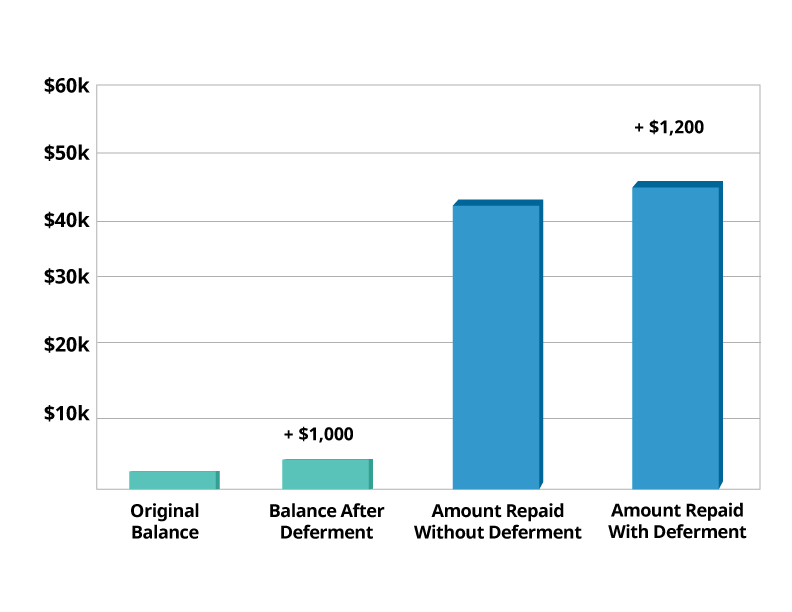 $60k
+ $1,200
$50k
$40k
$30k
$20k
$10k
+ $1,000
Original
Balance
Balance After
Deferment
Amount Repaid
Without Deferment
Amount Repaid
With Deferment